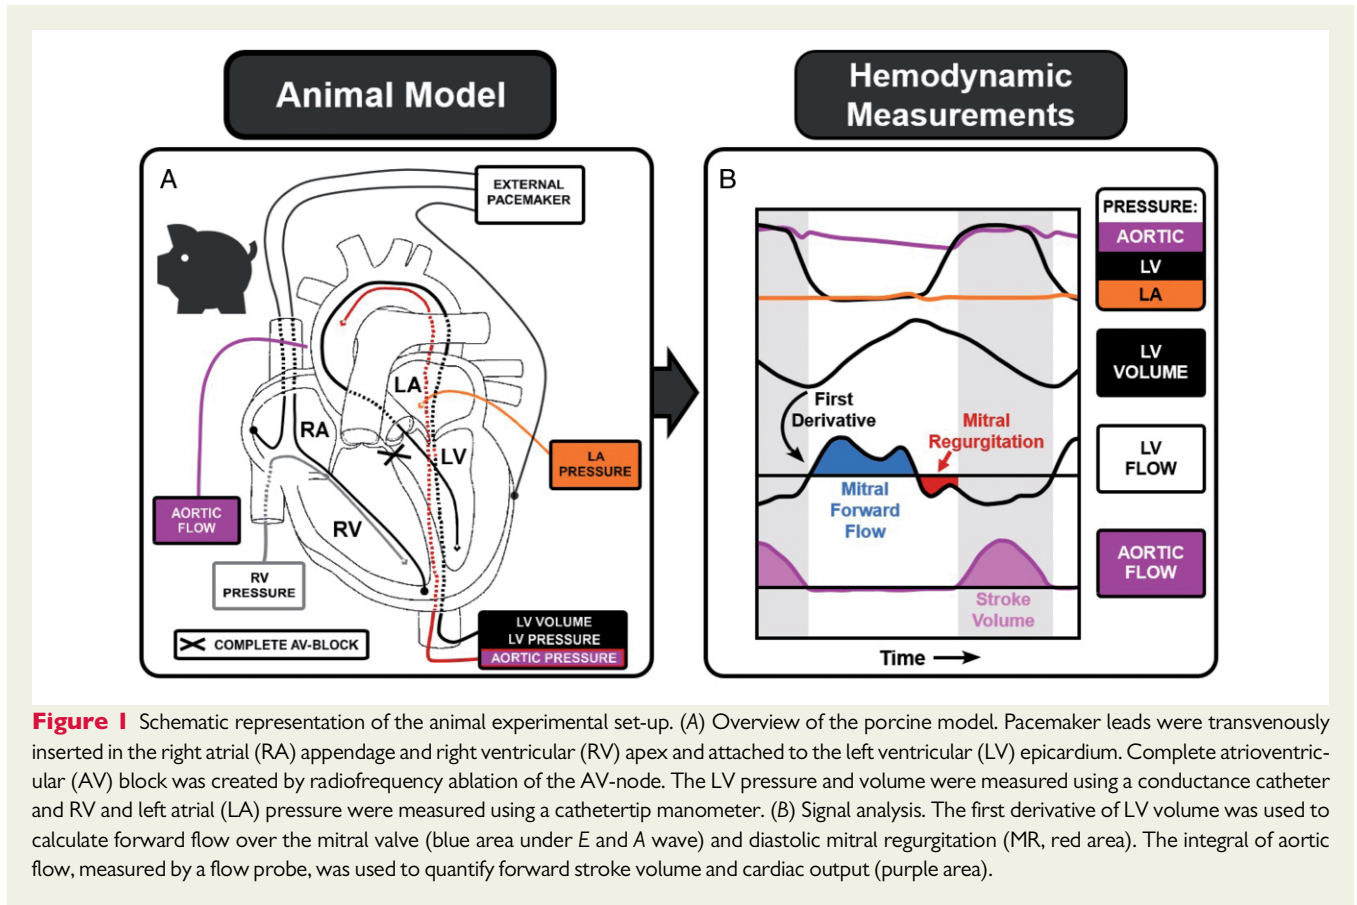 Animal Model
Hemodynamic
Measurements
A
EXTERNAL
PACEMAKER
LA
RA
LV
RV
LA
PRESSURE
AORTIC
FLOW
RV
PRESSURE
COMPLETE AV-BLOCK
LV VOLUME
LV PRESSURE
AORTIC PRESSURE
B
PRESSURE:
AORTIC
LV
LA
LV
VOLUME
First
Derivative
Mitral
Regurgitation
LV
FLOW
Mitral
Forward
Flow
AORTIC
FLOW
Stroke
Volume
Time
Figure 1 Schematic representation of the animal experimental set-up. (A) Overview of the porcine model. Pacemaker leads were transvenously
inserted in the right atrial (RA) appendage and right ventricular (RV) apex and attached to the left ventricular (LV) epicardium. Complete atrioventric-
ular (AV) block was created by radiofrequency ablation of the AV-node. The LV pressure and volume were measured using a conductance catheter
and RV and left atrial (LA) pressure were measured using a cathetertip manometer. (B) Signal analysis. The first derivative of LV volume was used to
calculate forward flow over the mitral valve (blue area under E and A wave) and diastolic mitral regurgitation (MR, red area). The integral of aortic
flow, measured by a flow probe, was used to quantify forward stroke volume and cardiac output (purple area).